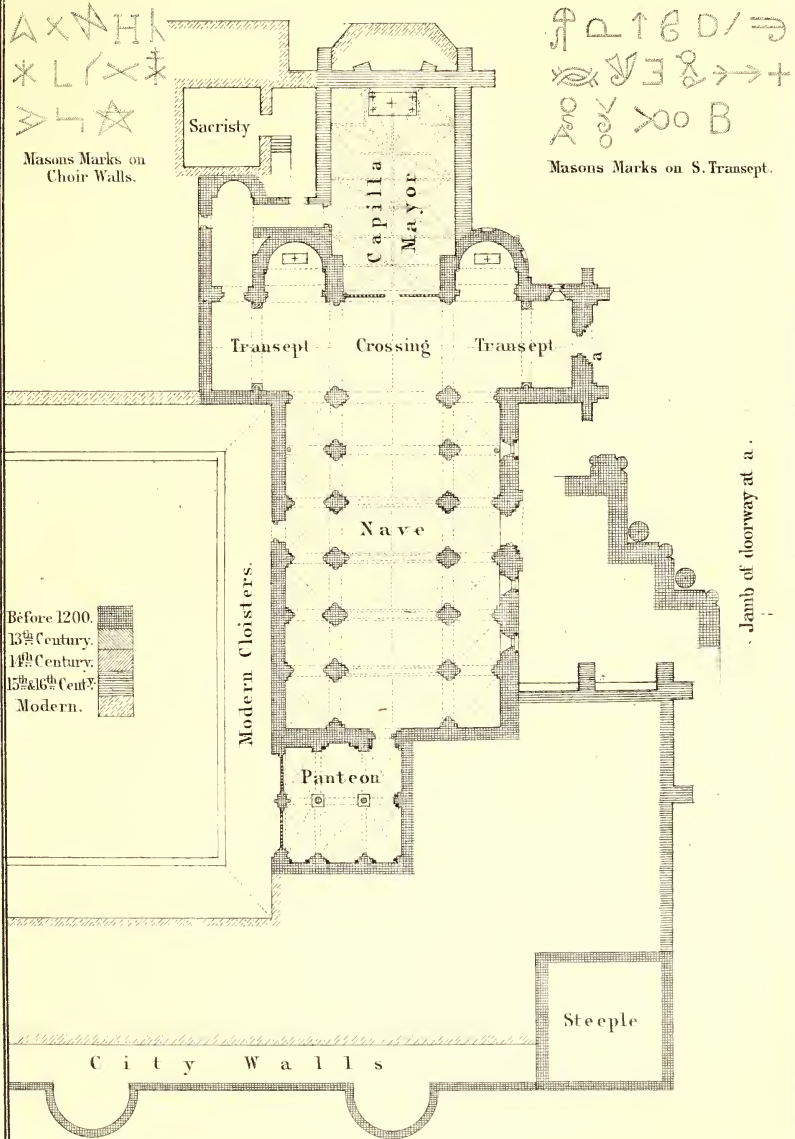 Masons Marks on
Choir Walls.
Masons Marks on S. Transept.
Sacristy
Capilla
Mayor
Transept
Crossing
Transept
a
Nave
Jamb of doorway at a.
Before 1200.
13th Century.
14th Century.
15th & 16th Centy.
Modern.
Modern Cloisters.
Panteon
Steeple
City Walls